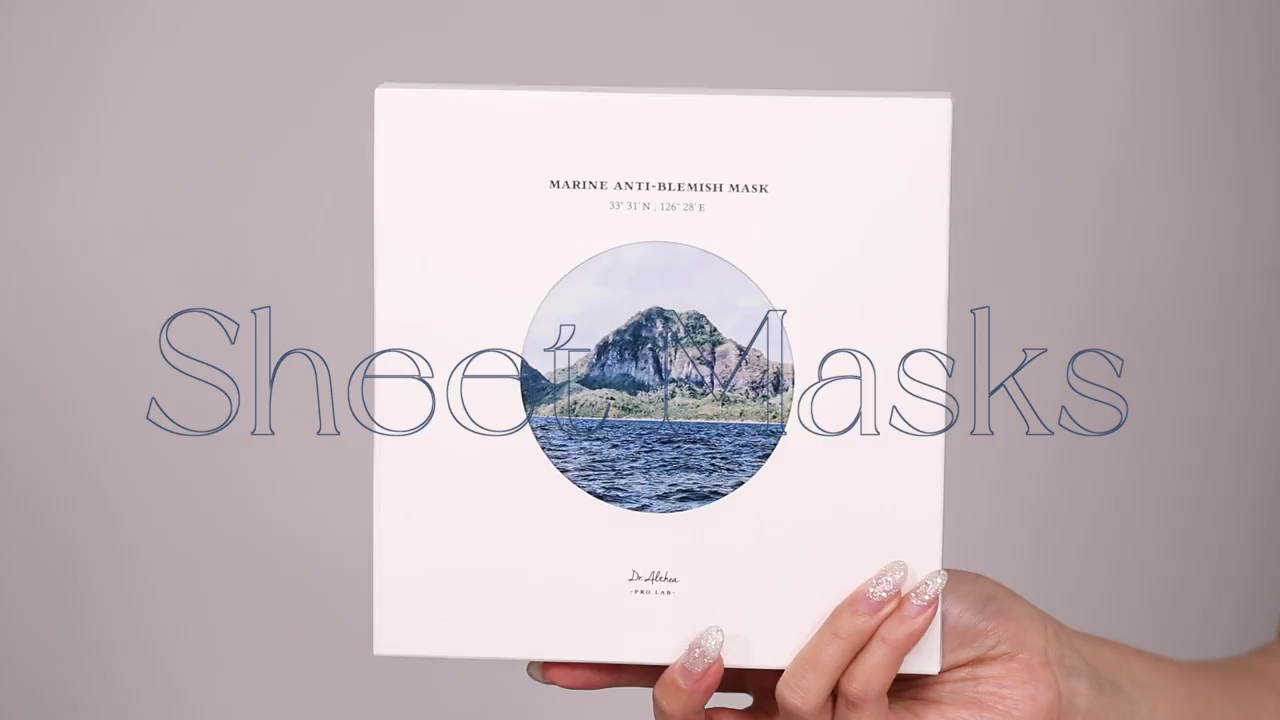 MARINE ANTI-BLEMISH MASK
33° 31' N , 126° 28' E
Sheet Masks
Dr. Althea
-PRO LAB-